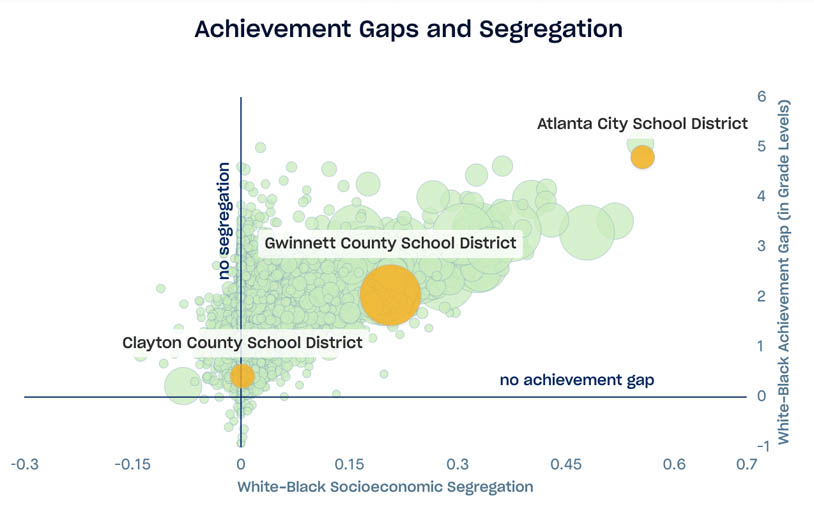 Achievement Gaps and Segregation
6
Atlanta City School District
5
4
no segregation
3
Gwinnett County School District
2
Clayton County School District
1
no achievement gap
0
-1
White-Black Achievement Gap (in Grade Levels)
-0.3 -0.15 0 0.15 0.3 0.45 0.6 0.7
White-Black Socioeconomic Segregation